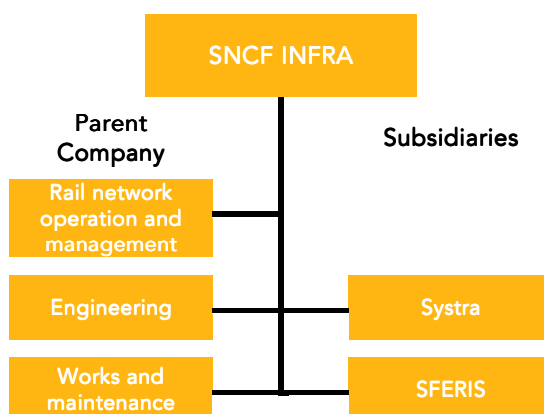 SNCF INFRA
Parent
Company
Subsidiaries
Rail network
operation and
management
Engineering
Systra
Works and
maintenance
SFERIS